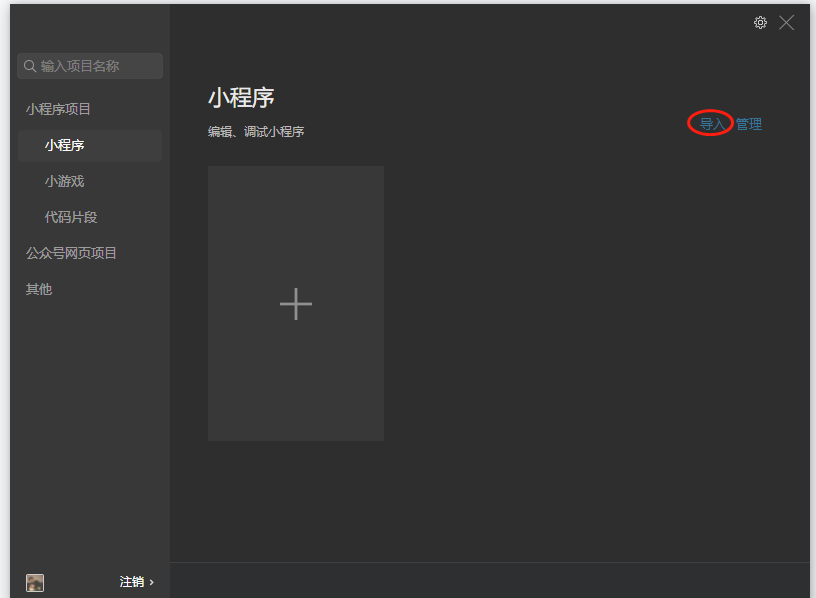 输入项目名称
小程序项目
小程序
小游戏
代码片段
公众号网页项目
其他
注销 ›
小程序
编辑、调试小程序
导入 管理